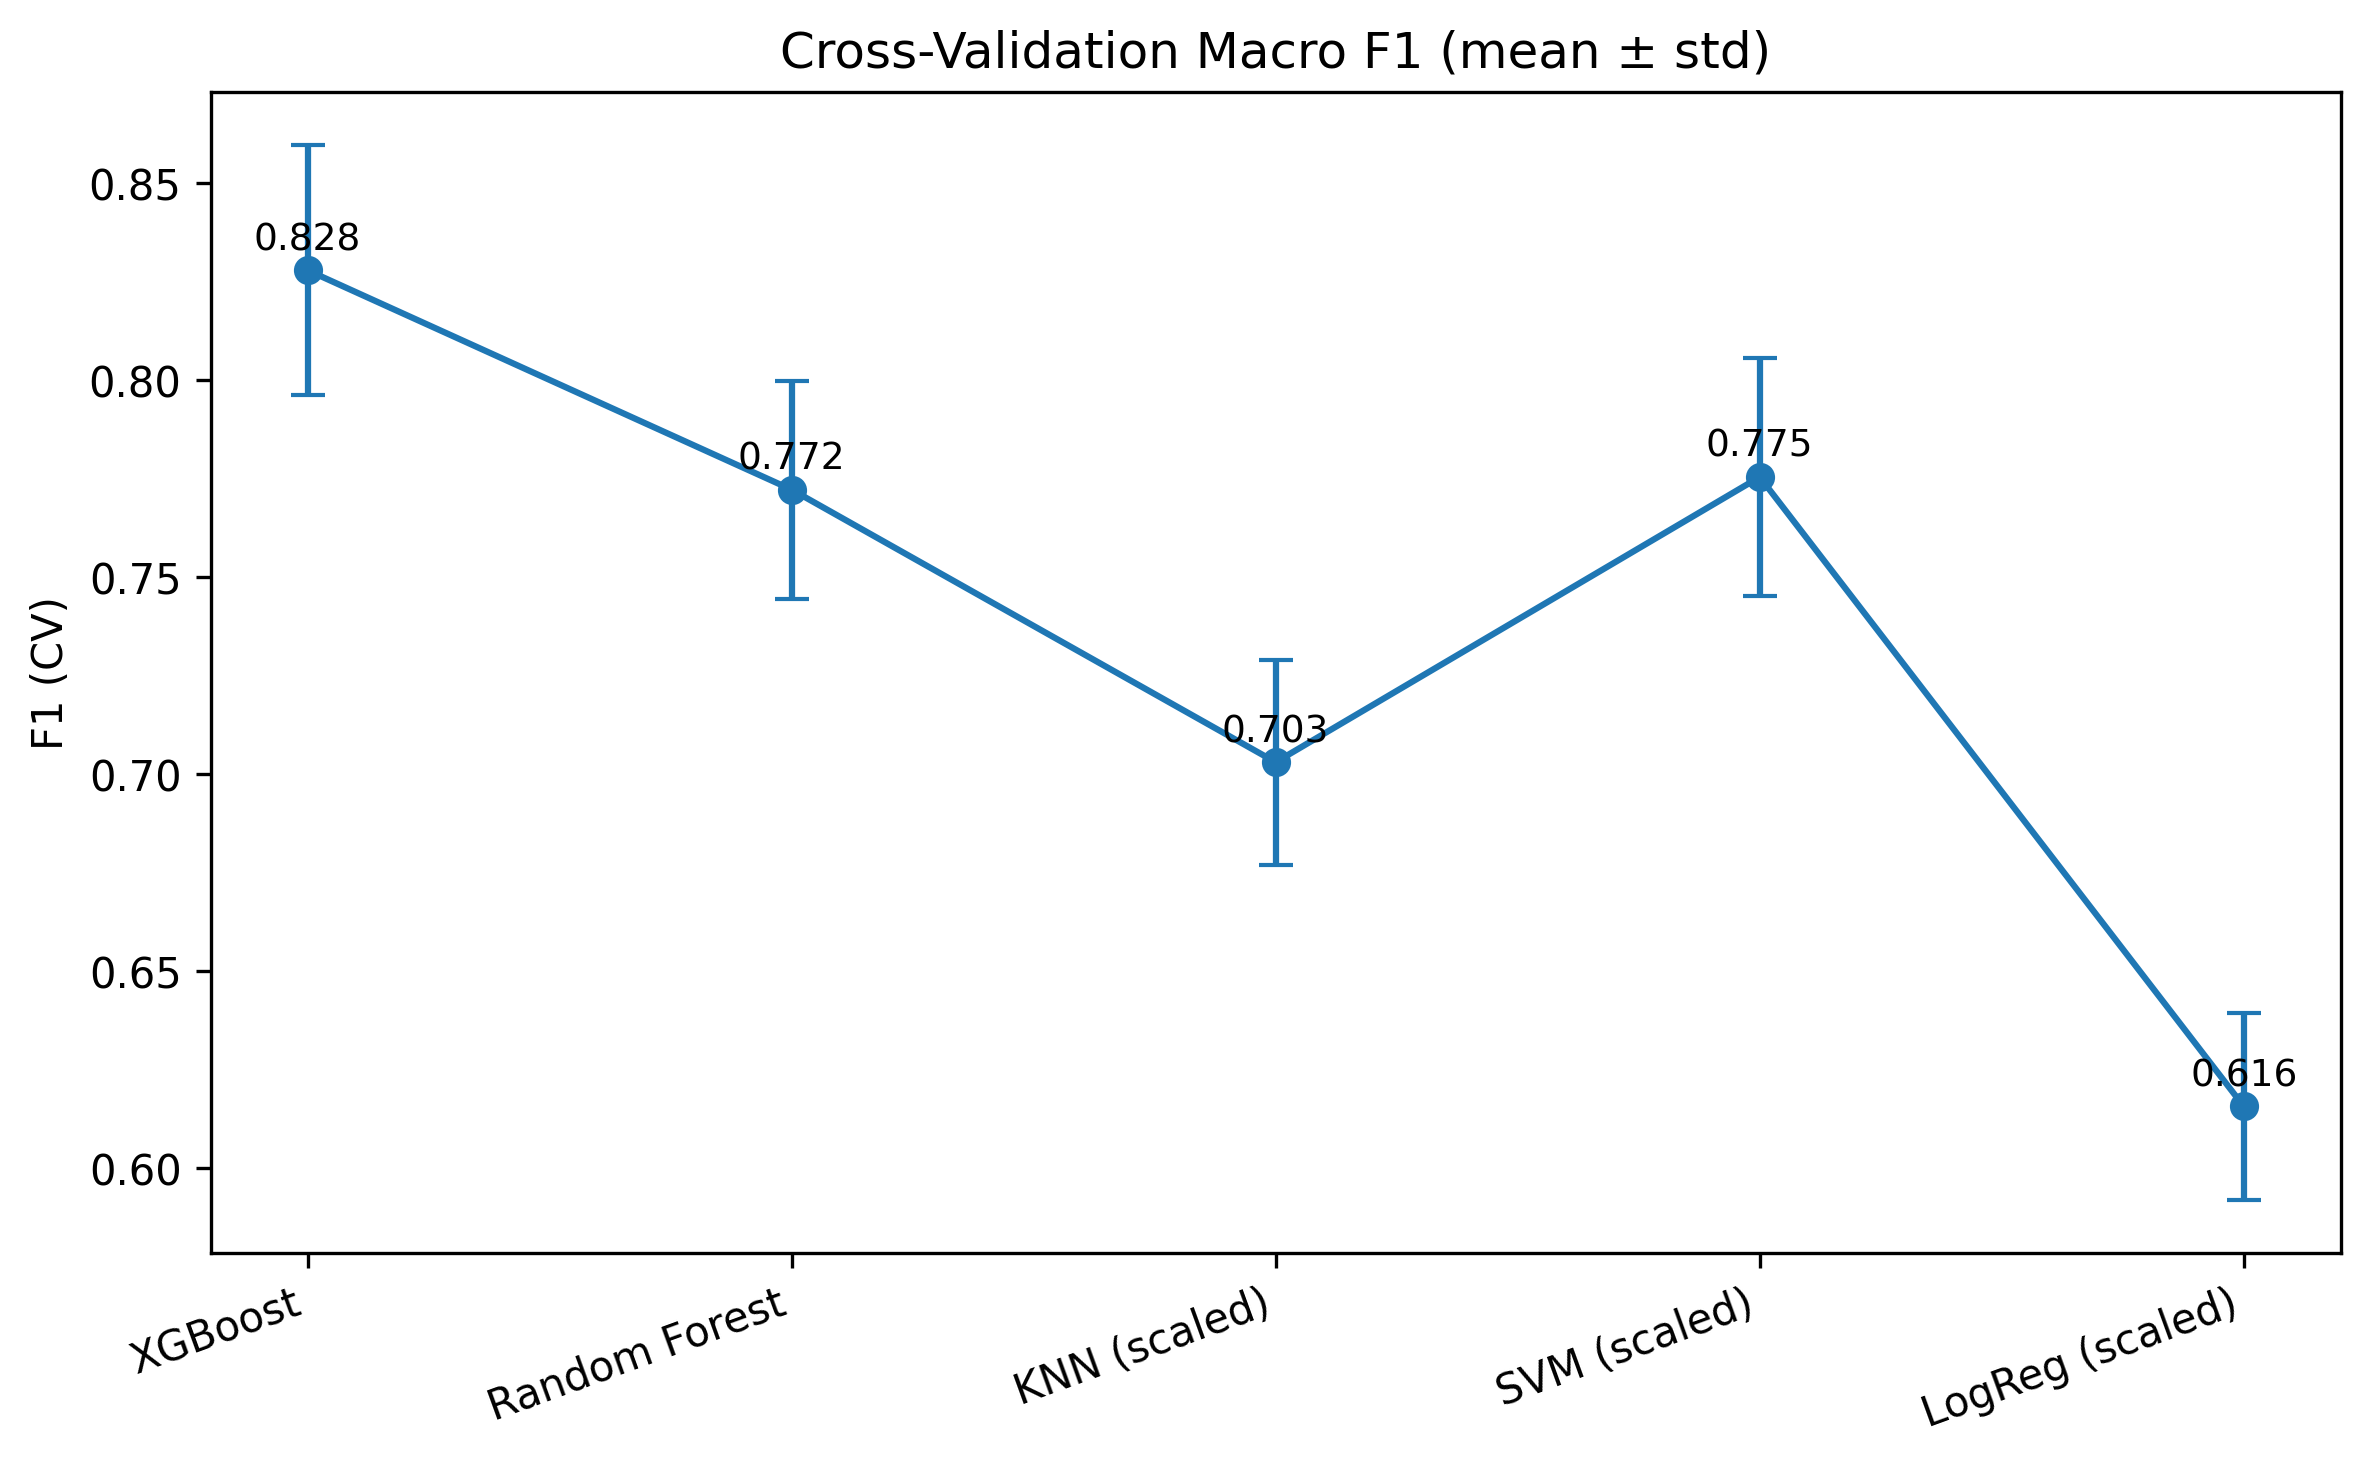 Cross-Validation Macro F1 (mean ± std)
F1 (CV)
0.85
0.80
0.75
0.70
0.65
0.60
0.828
0.772
0.703
0.775
0.616
XGBoost
Random Forest
KNN (scaled)
SVM (scaled)
LogReg (scaled)